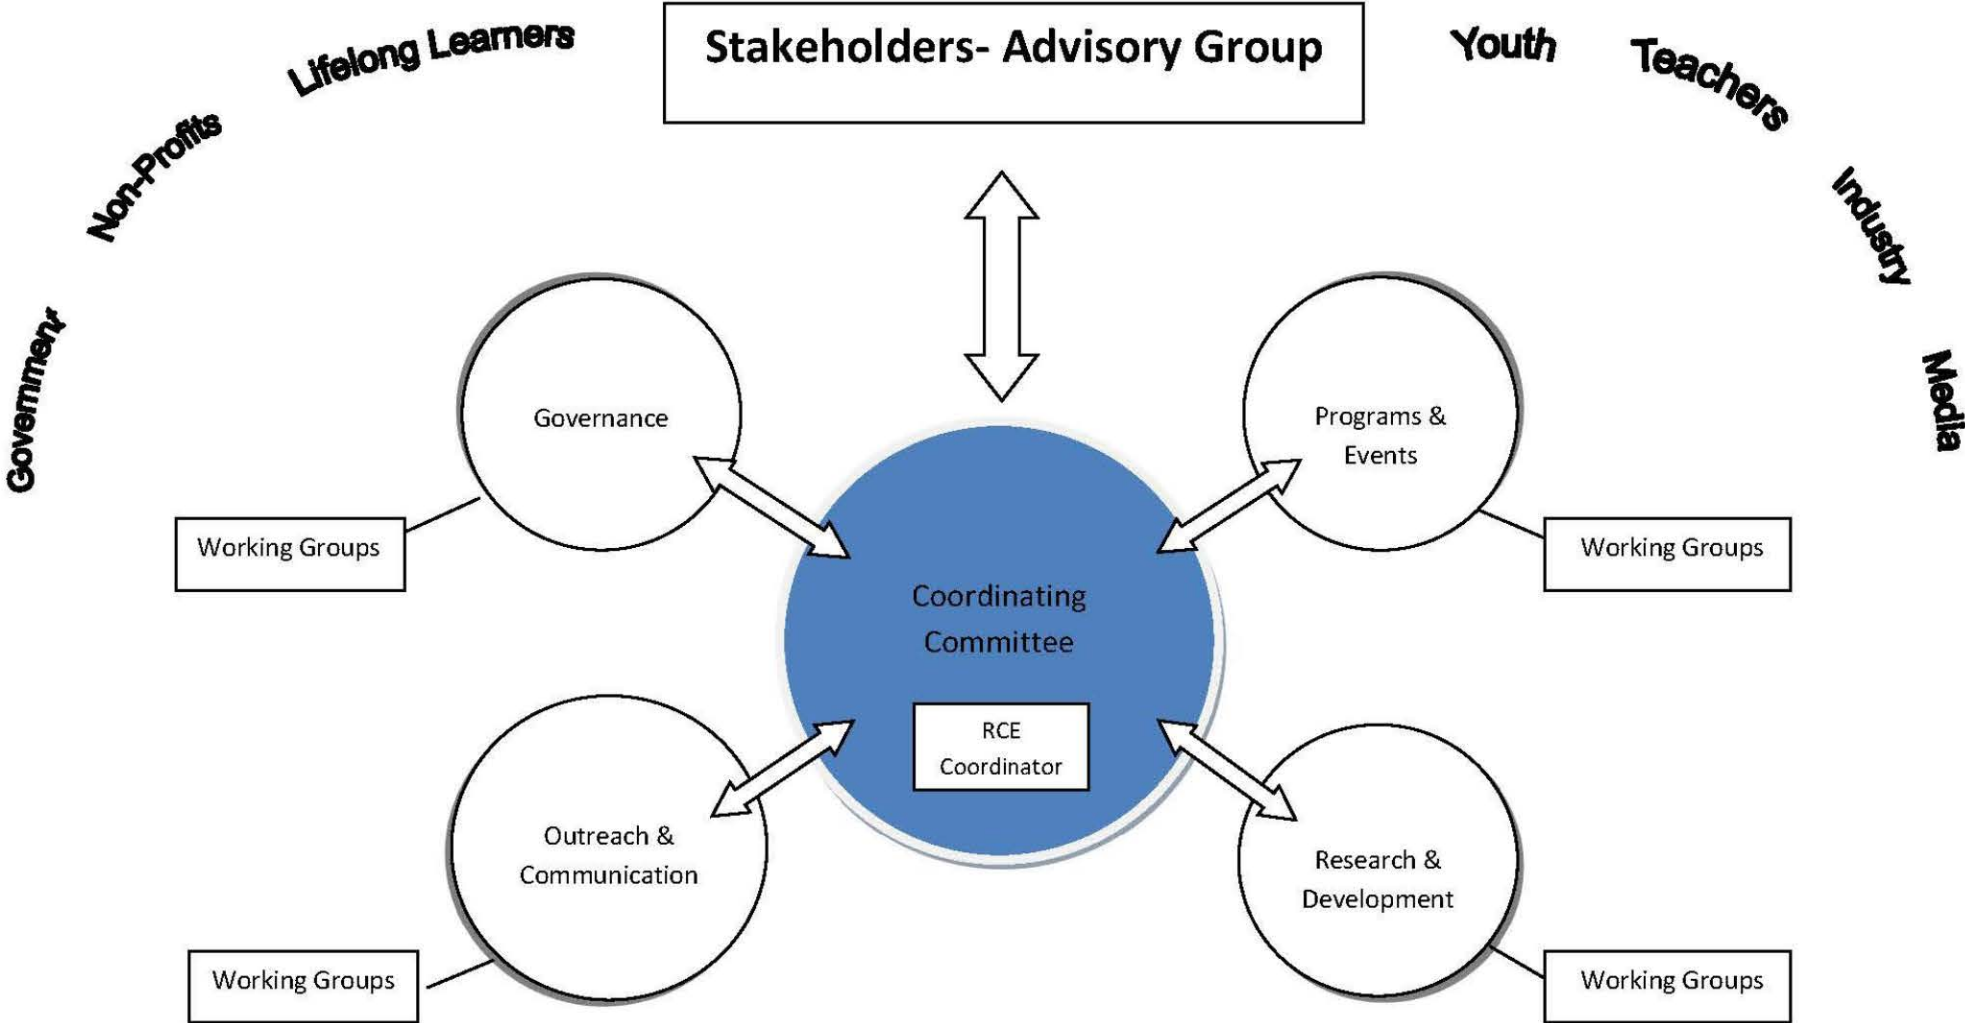 Stakeholders- Advisory Group
Lifelong Learners
Non-Profits
Government
Youth
Teachers
Industry
Media
Governance
Programs &
Events
Working Groups
Working Groups
Coordinating
Committee
RCE
Coordinator
Outreach &
Communication
Research &
Development
Working Groups
Working Groups